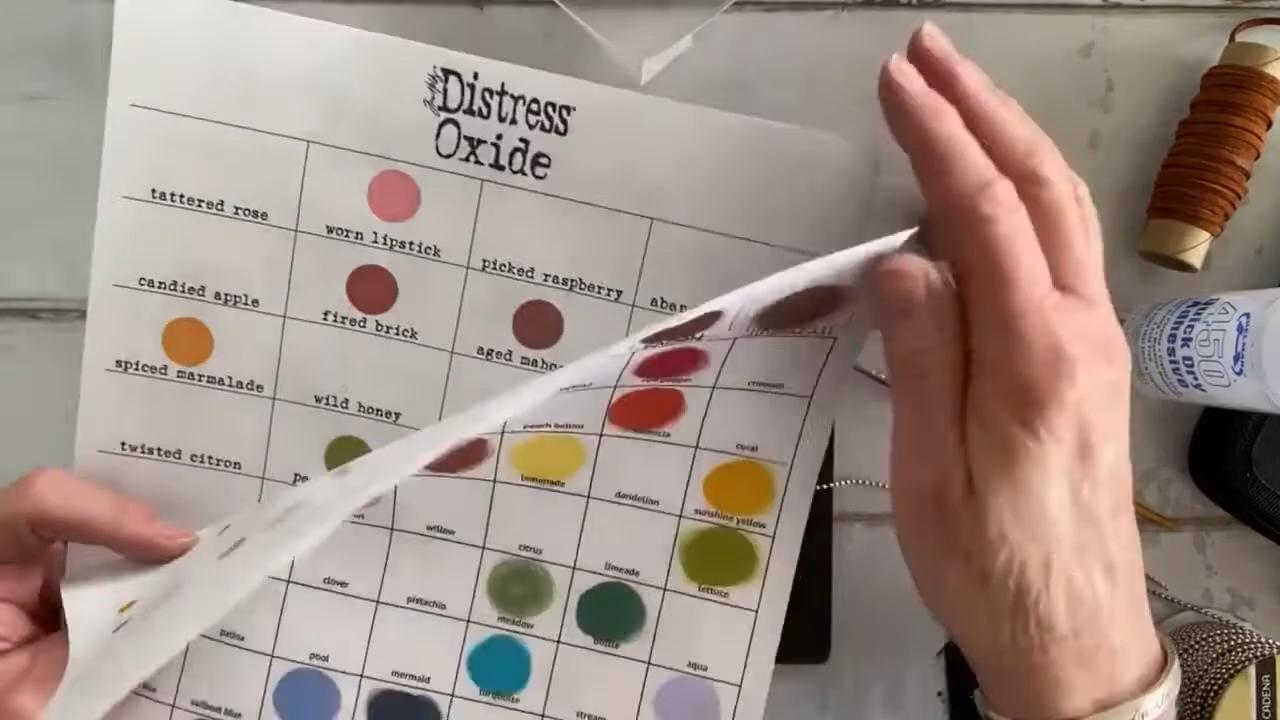 Distress
Oxide
tattered rose
worn lipstick
picked raspberry
candied apple
fired brick
aged
spiced marmalade
wild honey
twisted citron
coral
lemonade
dandelion
sunshine yellow
willow
citrus
limeade
lettuce
clover
pistachio
meadow
bottle
patina
pool
mermaid
turquoise
aqua
stream
450
QUICK DRY
ADHESIVE
CADENA